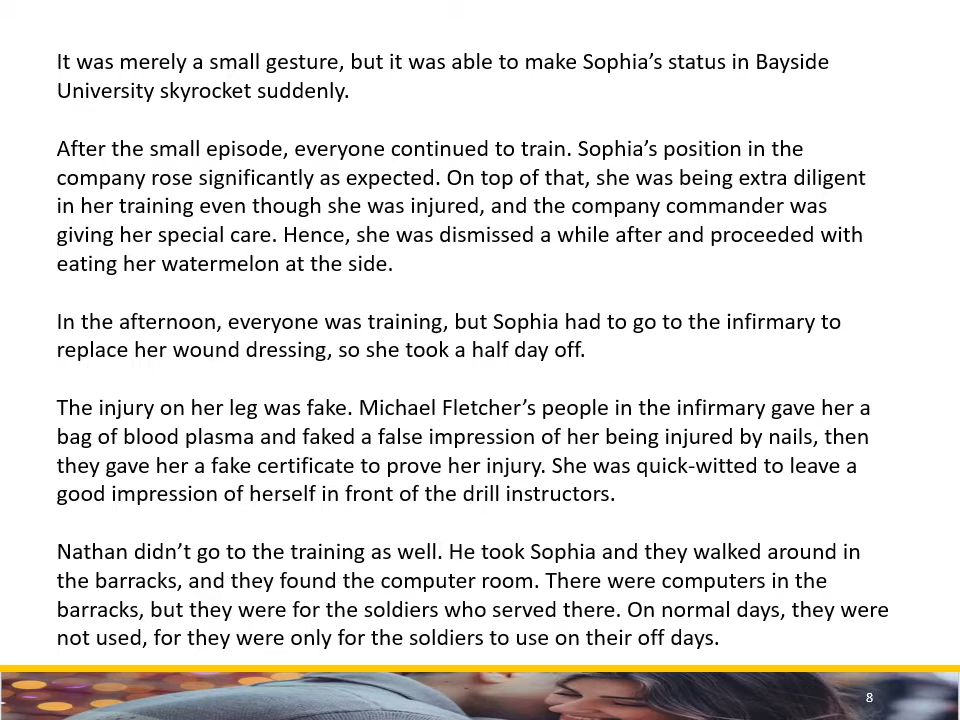 It was merely a small gesture, but it was able to make Sophia’s status in Bayside
University skyrocket suddenly.
After the small episode, everyone continued to train. Sophia’s position in the
company rose significantly as expected. On top of that, she was being extra diligent
in her training even though she was injured, and the company commander was
giving her special care. Hence, she was dismissed a while after and proceeded with
eating her watermelon at the side.
In the afternoon, everyone was training, but Sophia had to go to the infirmary to
replace her wound dressing, so she took a half day off.
The injury on her leg was fake. Michael Fletcher’s people in the infirmary gave her a
bag of blood plasma and faked a false impression of her being injured by nails, then
they gave her a fake certificate to prove her injury. She was quick-witted to leave a
good impression of herself in front of the drill instructors.
Nathan didn’t go to the training as well. He took Sophia and they walked around in
the barracks, and they found the computer room. There were computers in the
barracks, but they were for the soldiers who served there. On normal days, they were
not used, for they were only for the soldiers to use on their off days.
8